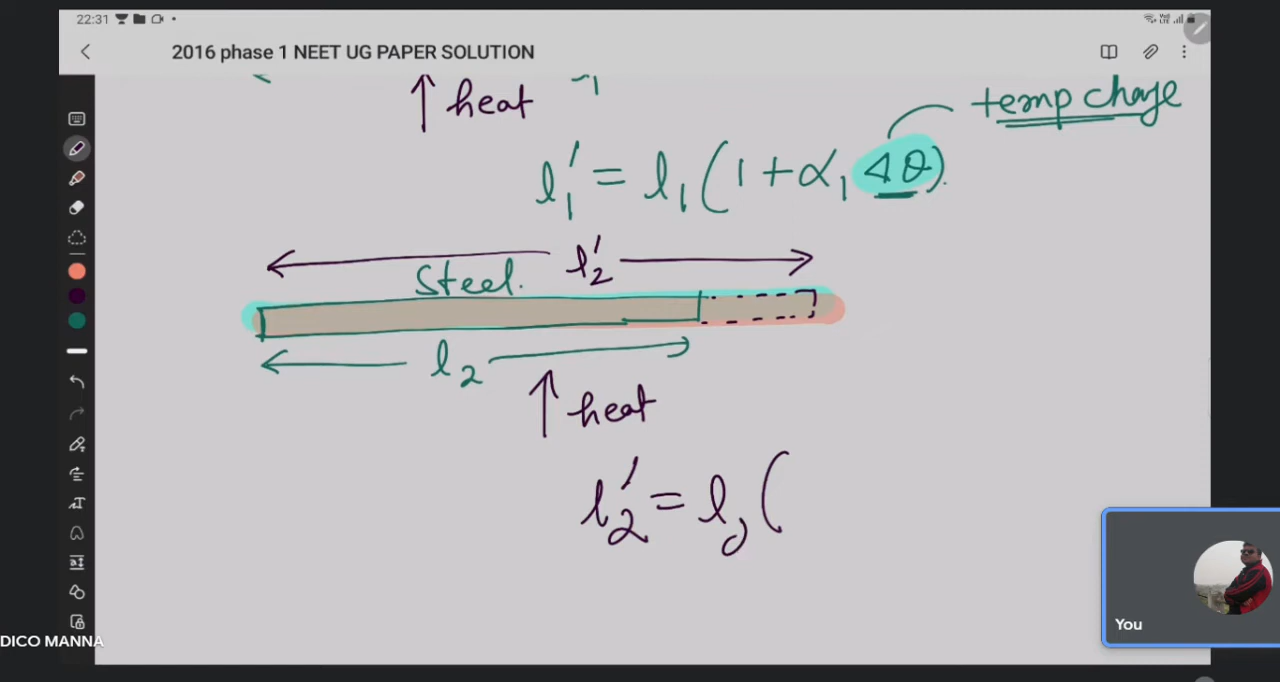 22:31
2016 phase 1 NEET UG PAPER SOLUTION
↑ heat
temp chage
l₁′ = l₁ (1 + α₁ Δθ).
l₂′
Steel.
l₂
↑ heat
l₂′ = l₂ (
You
DICO MANNA